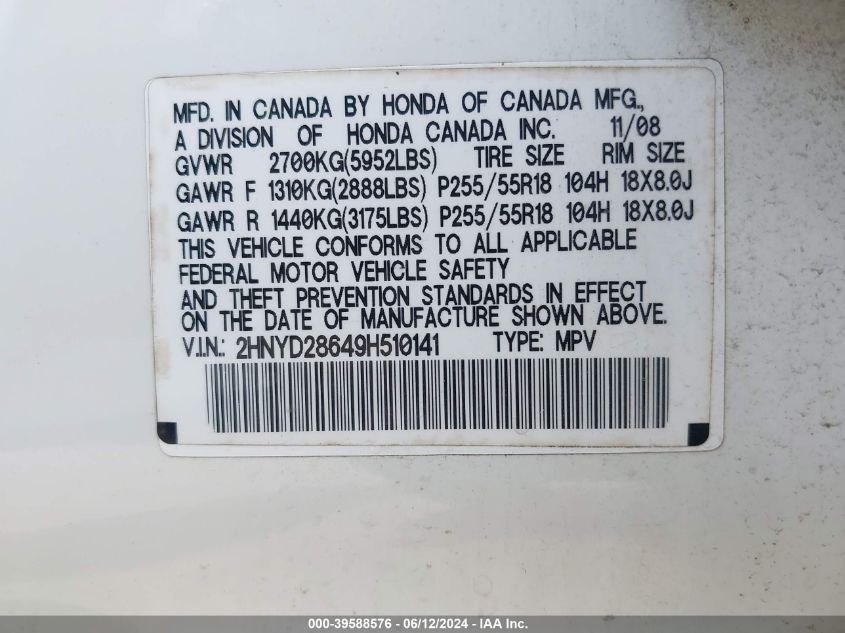 MFD. IN CANADA BY HONDA OF CANADA MFG.,
A DIVISION OF HONDA CANADA INC. 11/08
GVWR 2700KG(5952LBS) TIRE SIZE RIM SIZE
GAWR F 1310KG(2888LBS) P255/55R18 104H 18X8.0J
GAWR R 1440KG(3175LBS) P255/55R18 104H 18X8.0J
THIS VEHICLE CONFORMS TO ALL APPLICABLE
FEDERAL MOTOR VEHICLE SAFETY
AND THEFT PREVENTION STANDARDS IN EFFECT
ON THE DATE OF MANUFACTURE SHOWN ABOVE.
V.I.N.: 2HNYD28649H510141 TYPE: MPV
000-39588576 - 06/12/2024 - IAA Inc.